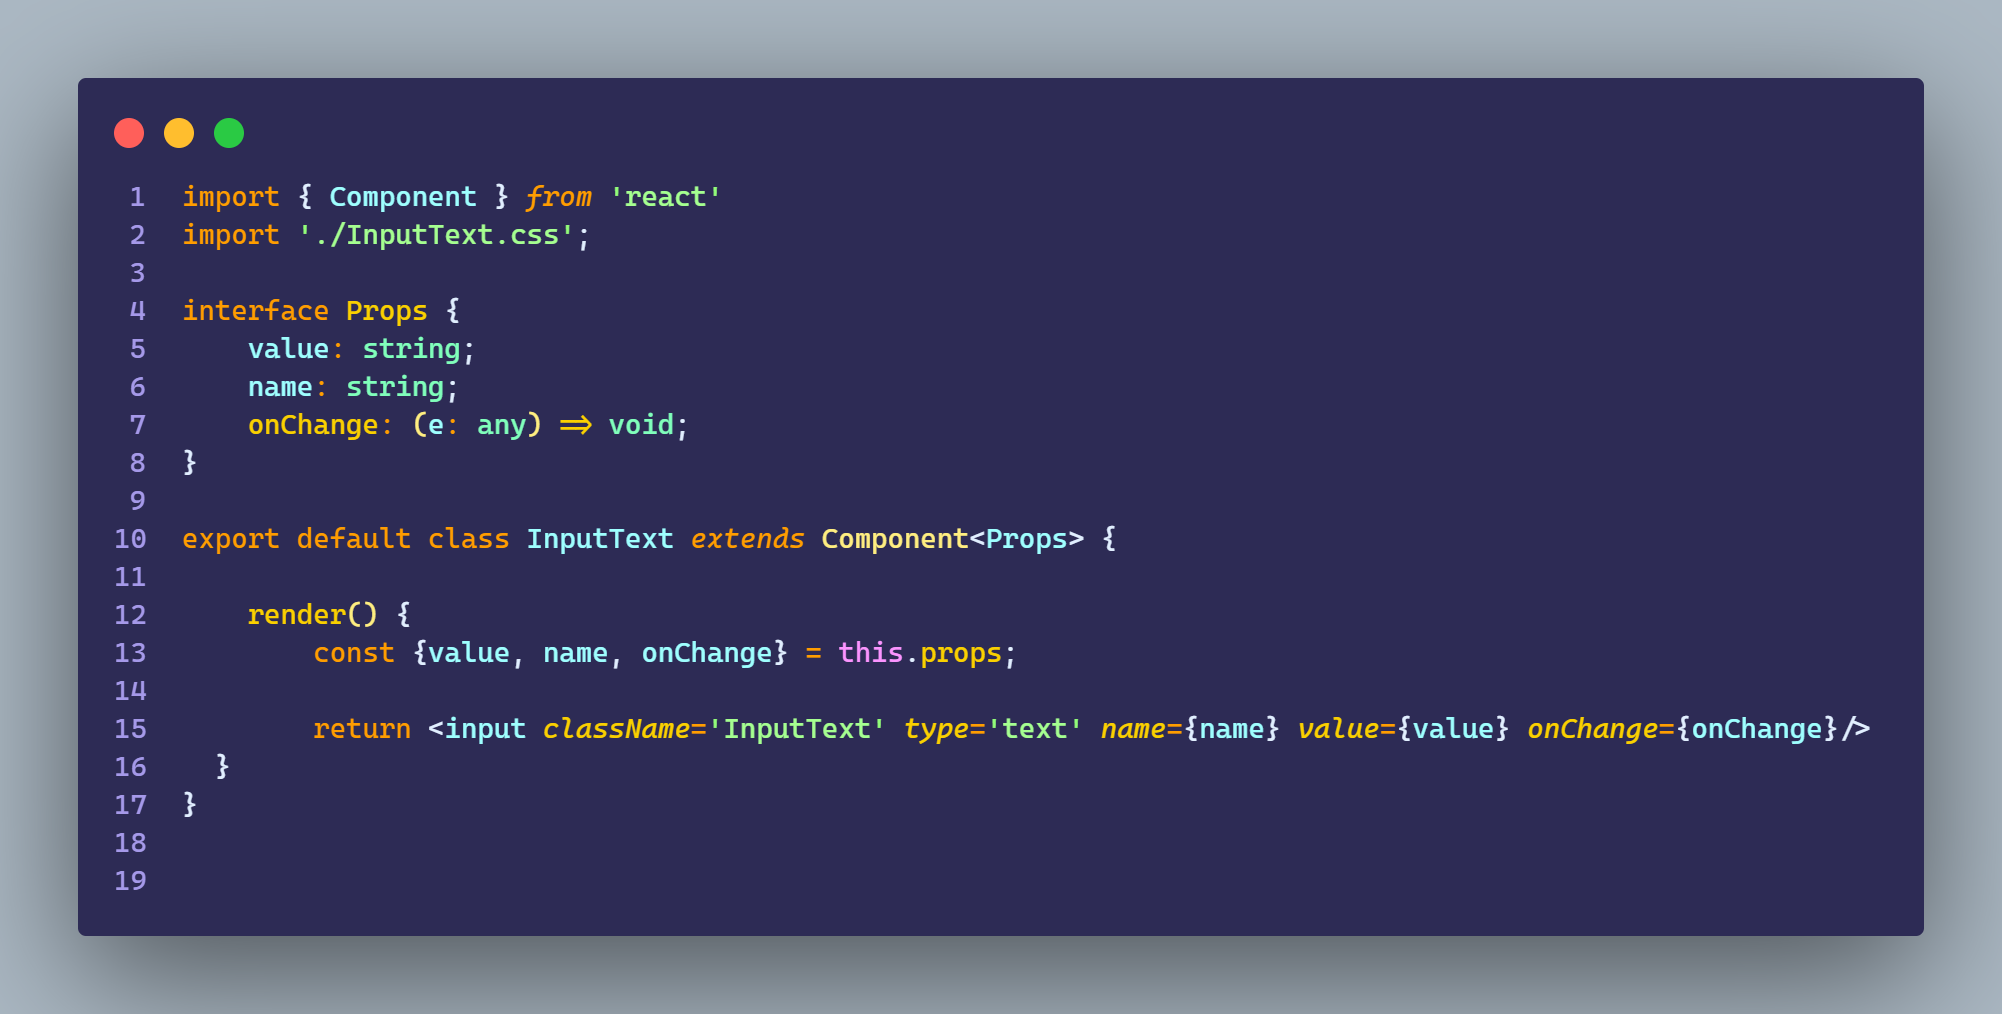 1 import { Component } from 'react'
2 import './InputText.css';
3
4 interface Props {
5     value: string;
6     name: string;
7     onChange: (e: any) => void;
8 }
9
10 export default class InputText extends Component<Props> {
11
12     render() {
13         const {value, name, onChange} = this.props;
14
15         return <input className='InputText' type='text' name={name} value={value} onChange={onChange}/>
16   }
17 }
18
19